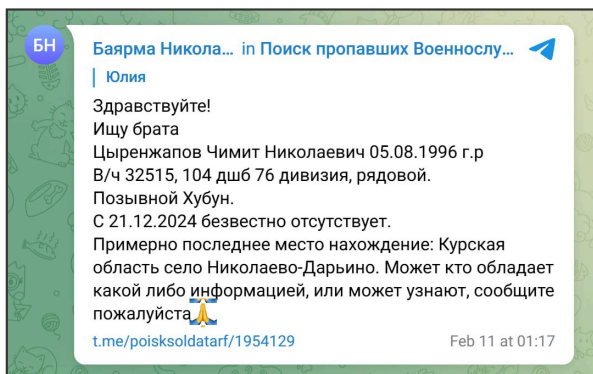 БН
Баярма Никола... in Поиск пропавших Военнослу...
Юлия
Здравствуйте!
Ищу брата
Цыренжапов Чимит Николаевич 05.08.1996 г.р
В/ч 32515, 104 дшб 76 дивизия, рядовой.
Позывной Хубун.
С 21.12.2024 безвестно отсутствует.
Примерно последнее место нахождение: Курская
область село Николаево-Дарьино. Может кто обладает
какой либо информацией, или может узнают, сообщите
пожалуйста🙏
t.me/poisksoldatarf/1954129 Feb 11 at 01:17